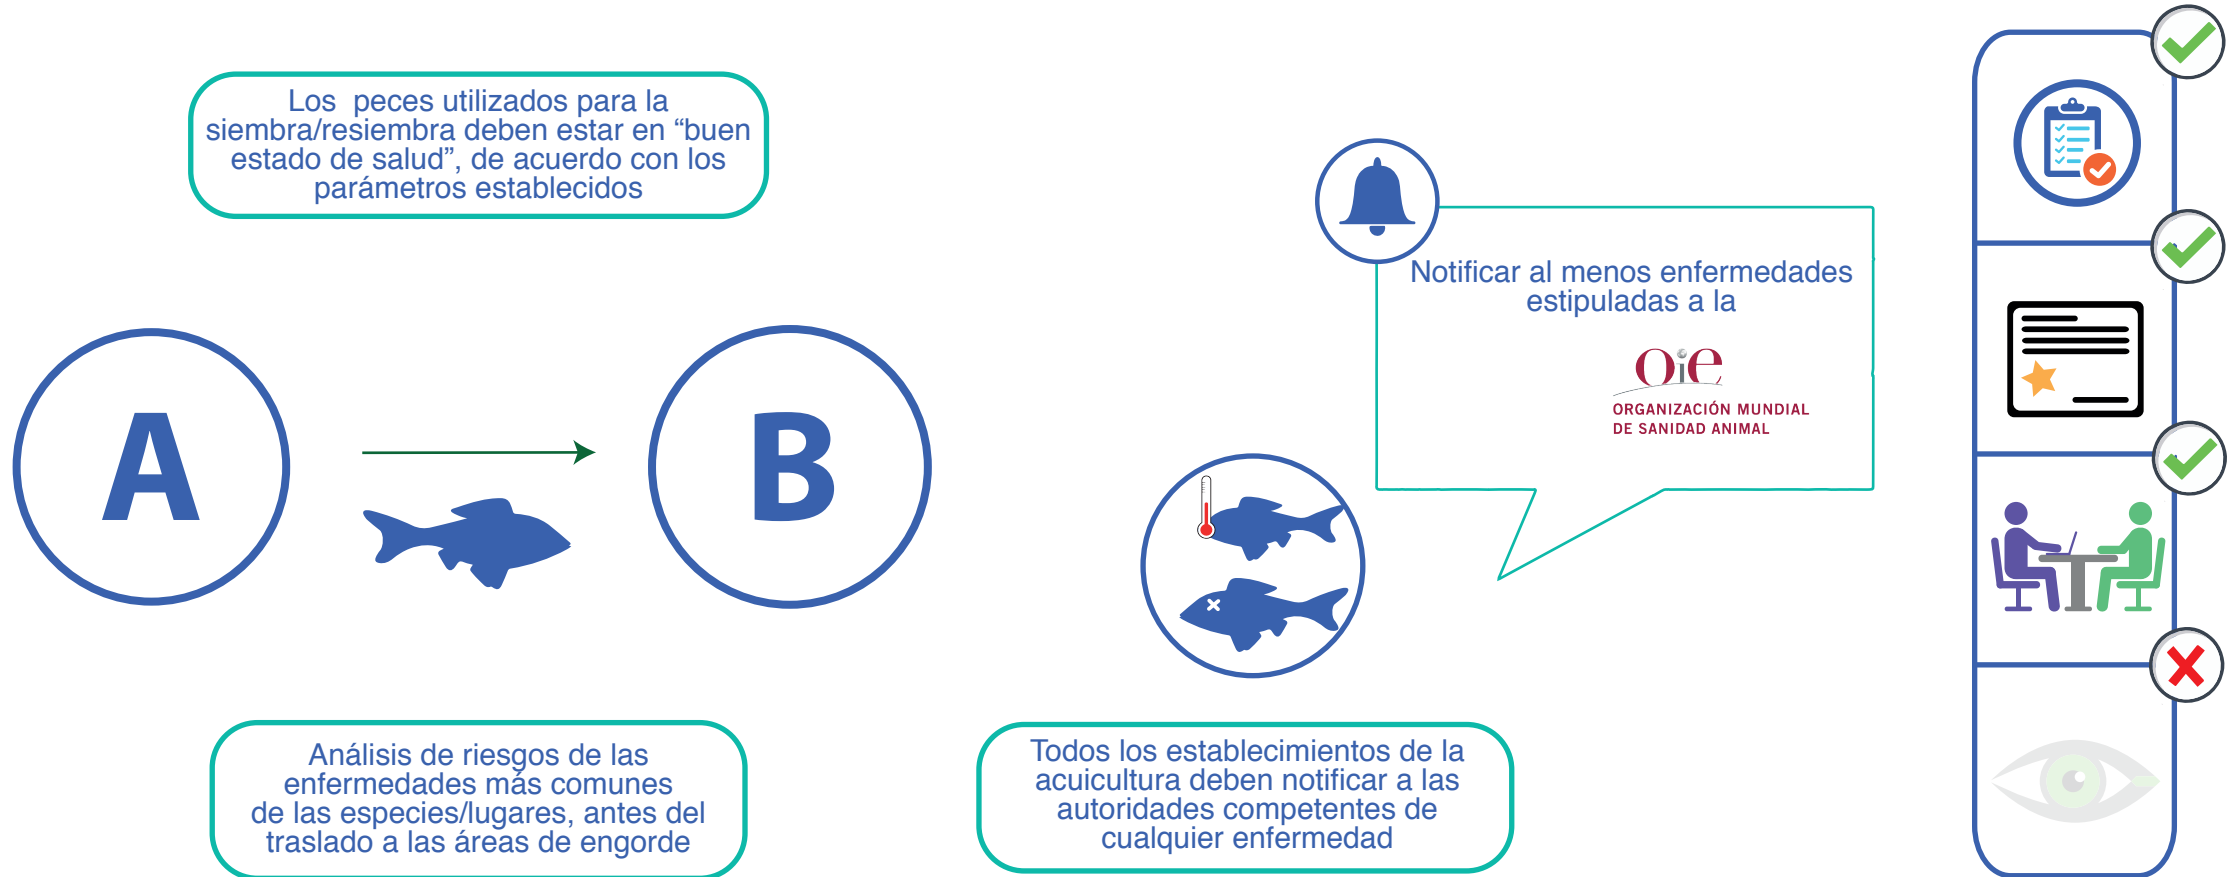 Los peces utilizados para la
siembra/resiembra deben estar en “buen
estado de salud”, de acuerdo con los
parámetros establecidos
A
B
Análisis de riesgos de las
enfermedades más comunes
de las especies/lugares, antes del
traslado a las áreas de engorde
Notificar al menos enfermedades
estipuladas a la
oie
ORGANIZACIÓN MUNDIAL
DE SANIDAD ANIMAL
Todos los establecimientos de la
acuicultura deben notificar a las
autoridades competentes de
cualquier enfermedad